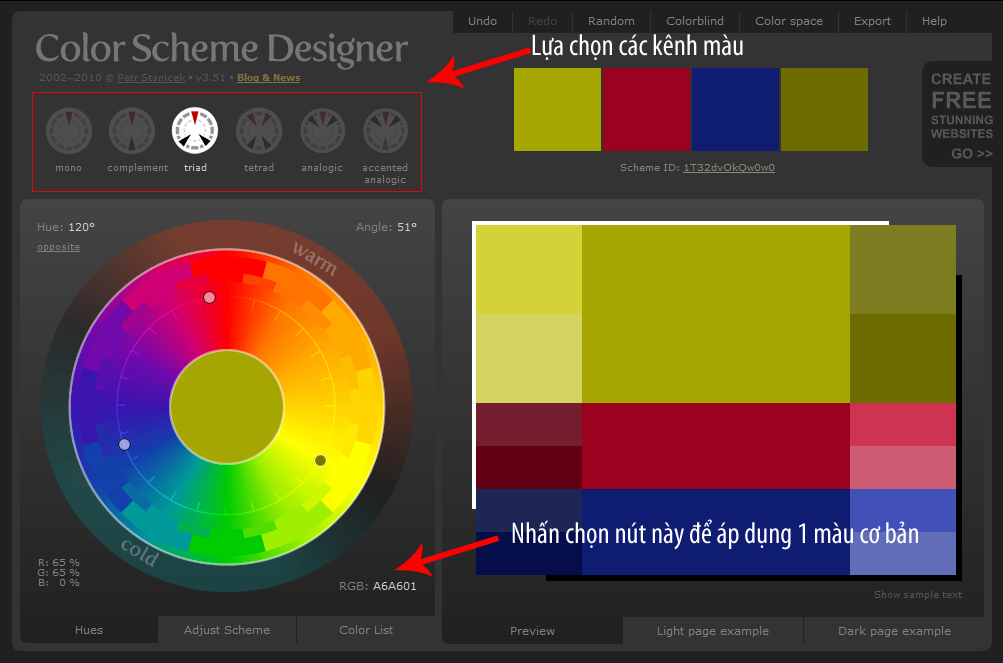 Undo Redo Random Colorblind Color space Export Help
Color Scheme Designer
Lựa chọn các kênh màu
2002–2010 © Petr Stanicek • v3.51 • Blog & News
CREATE
FREE
STUNNING
WEBSITES
GO >>
mono complement triad tetrad analogic accented
analogic
Scheme ID: 1T32dvOkQw0w0
Hue: 120° Angle: 51°
opposite
warm
cold
Nhấn chọn nút này để áp dụng 1 màu cơ bản
R: 65 %
G: 65 %
B: 0 %
RGB: A6A601
Show sample text
Hues Adjust Scheme Color List
Preview Light page example Dark page example